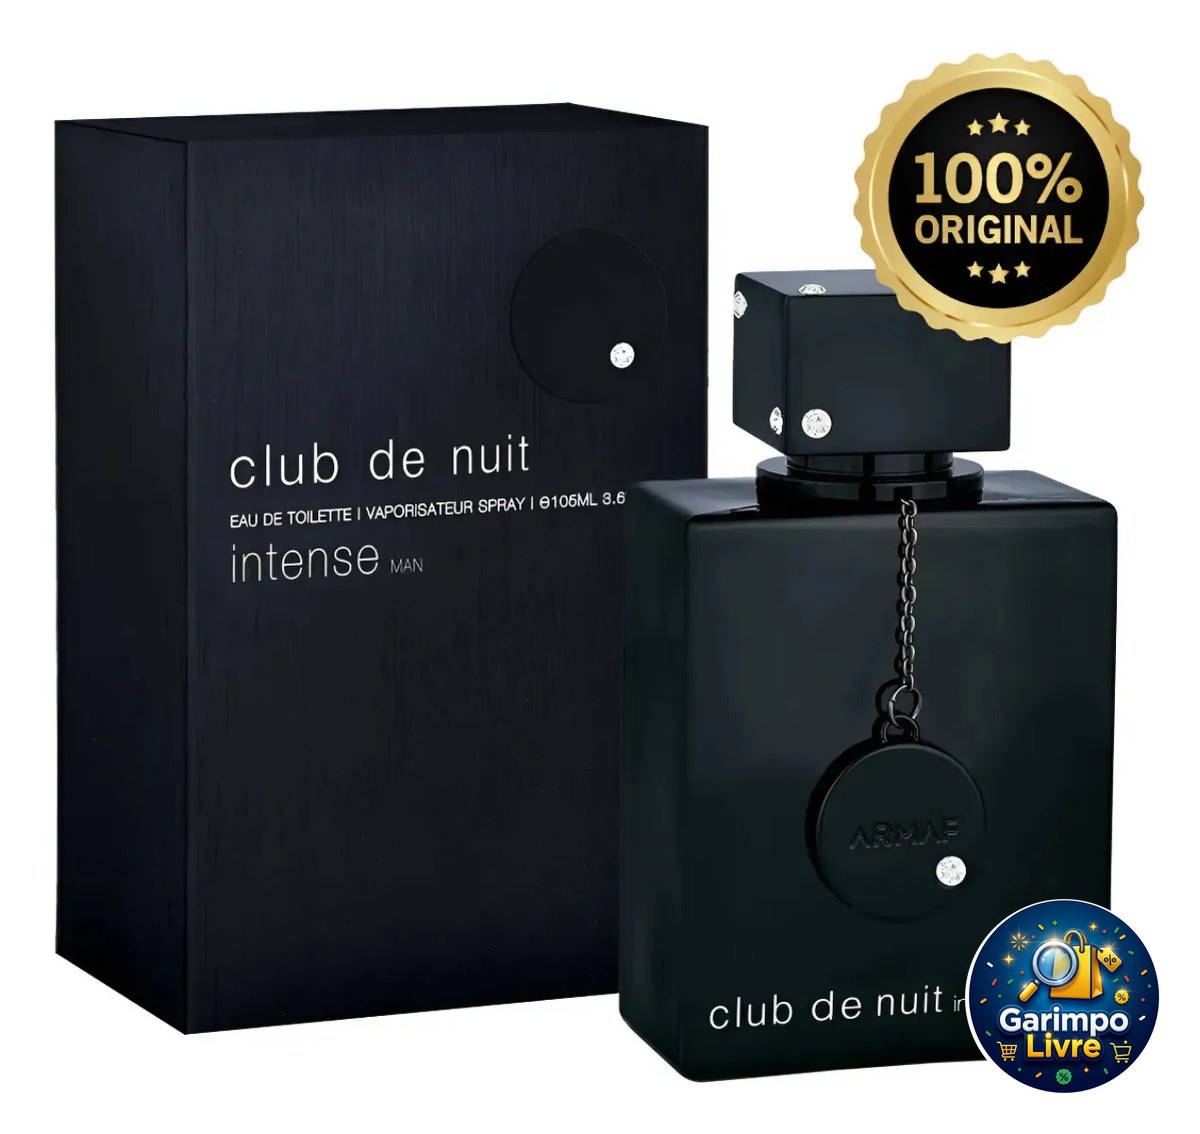 100%
ORIGINAL
club de nuit
EAU DE TOILETTE | VAPORISATEUR SPRAY | ℮105ML 3.6
intense MAN
ARMAF
club de nuit in
Garimpo
Livre